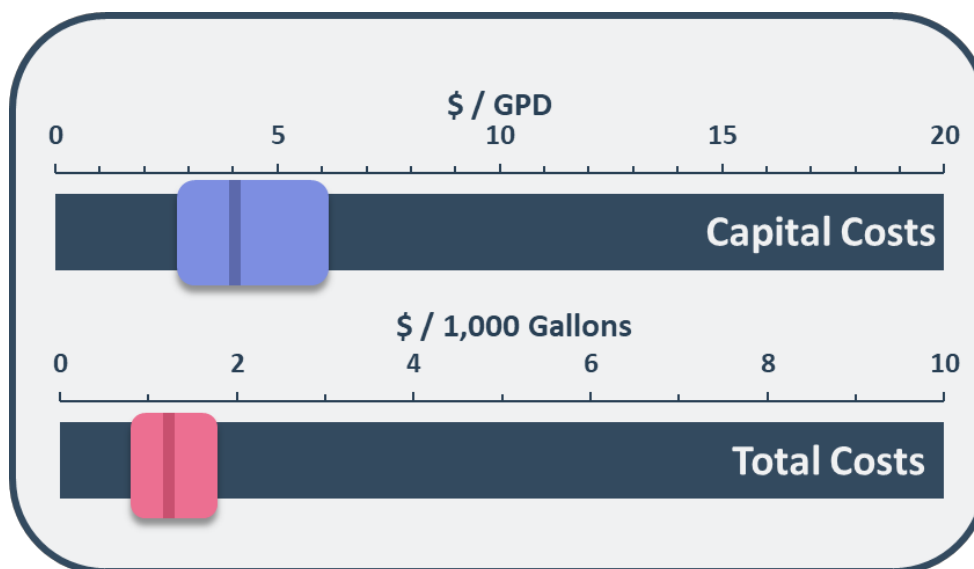 $ / GPD
0 5 10 15 20
Capital Costs
$ / 1,000 Gallons
0 2 4 6 8 10
Total Costs